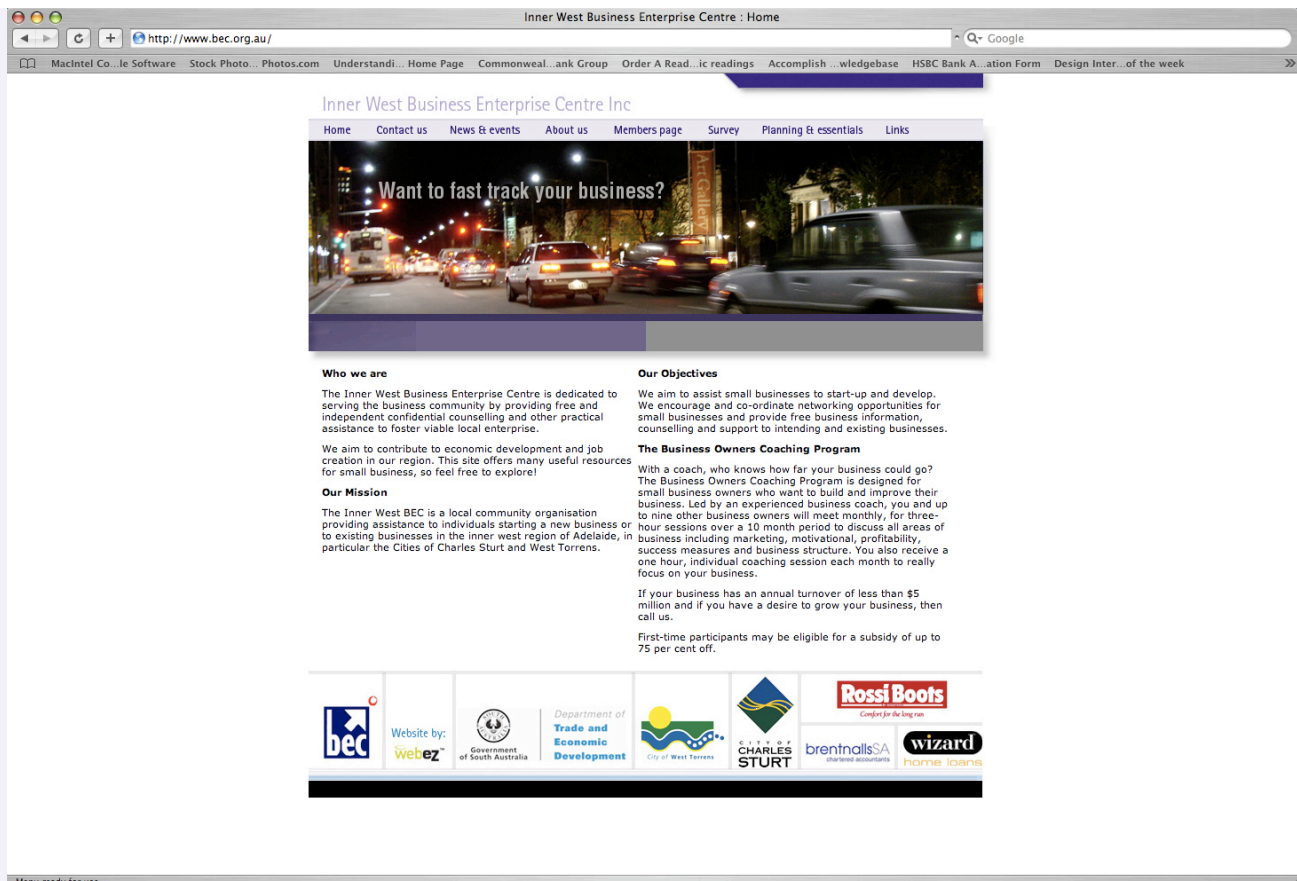 Inner West Business Enterprise Centre : Home
http://www.bec.org.au/
Google
MacIntel Co...le Software Stock Photo... Photos.com Understandi... Home Page Commonweal...ank Group Order A Read...ic readings Accomplish ...wledgebase HSBC Bank A...ation Form Design Inter...of the week
Inner West Business Enterprise Centre Inc
Home Contact us News & events About us Members page Survey Planning & essentials Links
Art Gallery
Want to fast track your business?
Who we are
The Inner West Business Enterprise Centre is dedicated to
serving the business community by providing free and
independent confidential counselling and other practical
assistance to foster viable local enterprise.
We aim to contribute to economic development and job
creation in our region. This site offers many useful resources
for small business, so feel free to explore!
Our Mission
The Inner West BEC is a local community organisation
providing assistance to individuals starting a new business or
to existing businesses in the inner west region of Adelaide, in
particular the Cities of Charles Sturt and West Torrens.
Our Objectives
We aim to assist small businesses to start-up and develop.
We encourage and co-ordinate networking opportunities for
small businesses and provide free business information,
counselling and support to intending and existing businesses.
The Business Owners Coaching Program
With a coach, who knows how far your business could go?
The Business Owners Coaching Program is designed for
small business owners who want to build and improve their
business. Led by an experienced business coach, you and up
to nine other business owners will meet monthly, for three-
hour sessions over a 10 month period to discuss all areas of
business including marketing, motivational, profitability,
success measures and business structure. You also receive a
one hour, individual coaching session each month to really
focus on your business.
If your business has an annual turnover of less than $5
million and if you have a desire to grow your business, then
call us.
First-time participants may be eligible for a subsidy of up to
75 per cent off.
bec
Website by:
webez™
Government
of South Australia
Department of
Trade and
Economic
Development
City of West Torrens
CITY OF
CHARLES
STURT
Rossi Boots
Comfort for the long run
brentnallsSA
chartered accountants
wizard
home loans